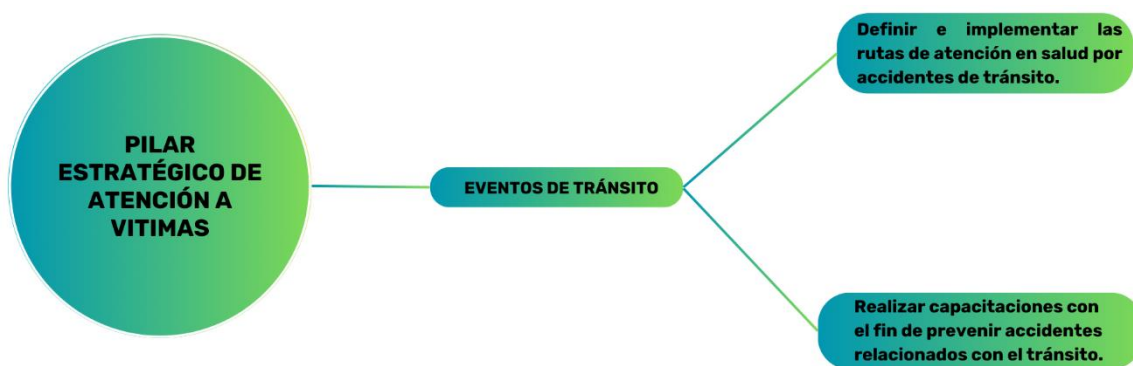 PILAR
ESTRATÉGICO DE
ATENCIÓN A
VITIMAS
EVENTOS DE TRÁNSITO
Definir e implementar las
rutas de atención en salud por
accidentes de tránsito.
Realizar capacitaciones con
el fin de prevenir accidentes
relacionados con el tránsito.